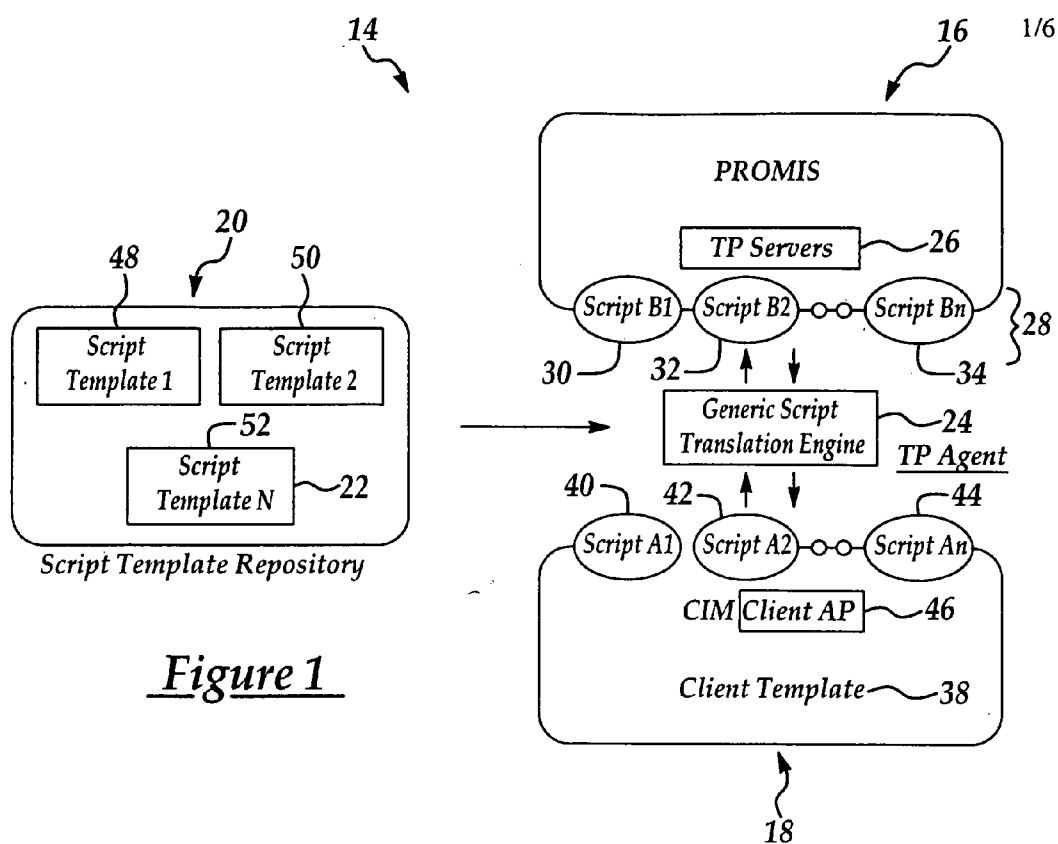 14
16
1/6
PROMIS
TP Servers
26
20
48
50
Script B1
Script B2
Script Bn
28
Script
Template 1
Script
Template 2
30
32
34
Generic Script
Translation Engine
24
TP Agent
52
Script
Template N
22
40
42
44
Script Template Repository
Script A1
Script A2
Script An
CIM Client AP
46
Figure 1
Client Template
38
18